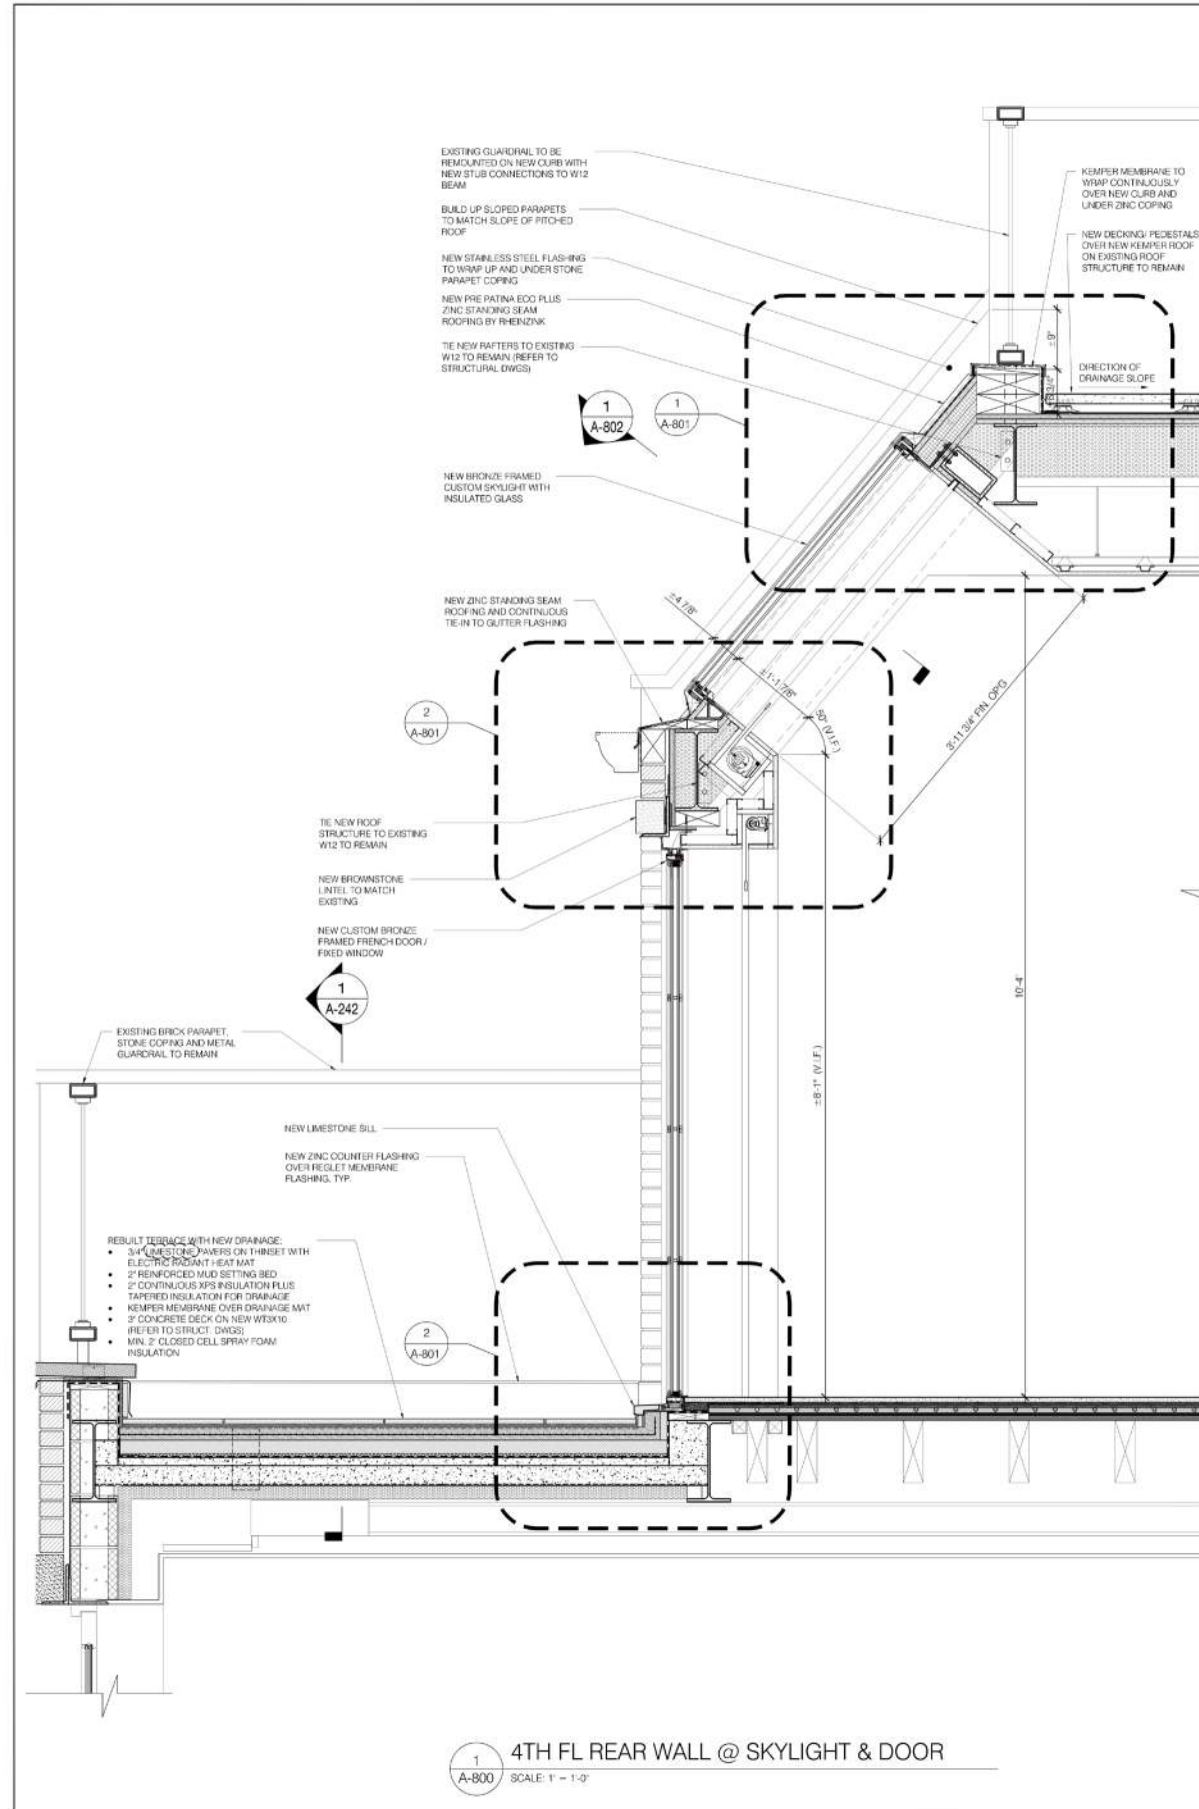 EXISTING GUARDRAIL TO BE
REMOUNTED ON NEW CURB WITH
NEW STUB CONNECTIONS TO W12
BEAM
BUILD UP SLOPED PARAPETS
TO MATCH SLOPE OF PITCHED
ROOF
NEW STAINLESS STEEL FLASHING
TO WRAP UP AND UNDER STONE
PARAPET COPING
NEW PRE PATINA ECO PLUS
ZINC STANDING SEAM
ROOFING BY RHEINZINK
TIE NEW RAFTERS TO EXISTING
W12 TO REMAIN (REFER TO
STRUCTURAL DWGS)
KEMPER MEMBRANE TO
WRAP CONTINUOUSLY
OVER NEW CURB AND
UNDER ZINC COPING
NEW DECKING/ PEDESTALS
OVER NEW KEMPER ROOF
ON EXISTING ROOF
STRUCTURE TO REMAIN
±9"
DIRECTION OF
DRAINAGE SLOPE
1
A-802
1
A-801
NEW BRONZE FRAMED
CUSTOM SKYLIGHT WITH
INSULATED GLASS
NEW ZINC STANDING SEAM
ROOFING AND CONTINUOUS
TIE-IN TO GUTTER FLASHING
±4 7/8"
±1'-1 7/8"
50° (V.I.F.)
3'-11 3/4" FIN. OPG
2
A-801
TIE NEW ROOF
STRUCTURE TO EXISTING
W12 TO REMAIN
NEW BROWNSTONE
LINTEL TO MATCH
EXISTING
NEW CUSTOM BRONZE
FRAMED FRENCH DOOR /
FIXED WINDOW
1
A-242
10'-4"
±8'-1" (V.I.F.)
EXISTING BRICK PARAPET,
STONE COPING AND METAL
GUARDRAIL TO REMAIN
NEW LIMESTONE SILL
NEW ZINC COUNTER FLASHING
OVER REGLET MEMBRANE
FLASHING, TYP.
REBUILT TERRACE WITH NEW DRAINAGE:
• 3/4" LIMESTONE PAVERS ON THINSET WITH
ELECTRIC RADIANT HEAT MAT
• 2" REINFORCED MUD SETTING BED
• 2" CONTINUOUS XPS INSULATION PLUS
TAPERED INSULATION FOR DRAINAGE
• KEMPER MEMBRANE OVER DRAINAGE MAT
• 3" CONCRETE DECK ON NEW WT3X10
(REFER TO STRUCT. DWGS)
• MIN. 2" CLOSED CELL SPRAY FOAM
INSULATION
2
A-801
1
A-800
4TH FL REAR WALL @ SKYLIGHT & DOOR
SCALE: 1" = 1'-0"